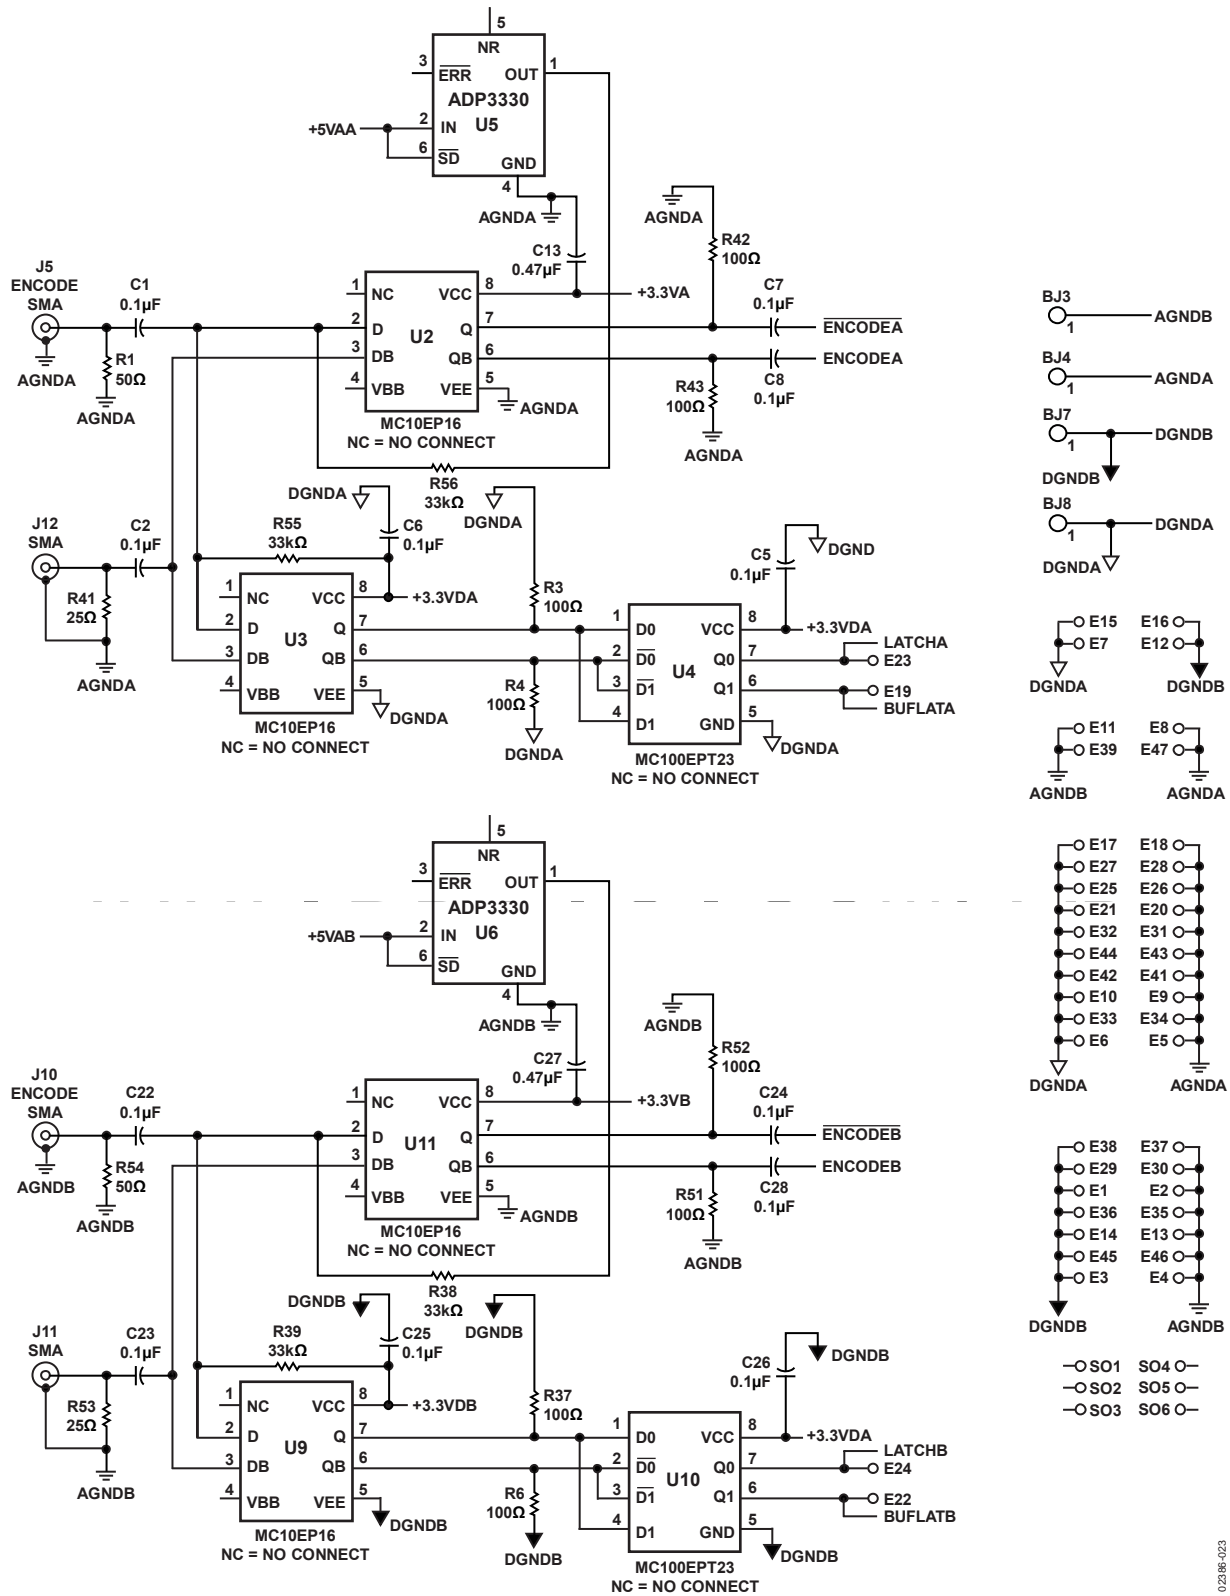 5
NR
3
ERR
OUT
1
ADP3330
+5VAA
2
IN
U5
6
SD
GND
4
AGNDA
AGNDA
R42
100Ω
C13
0.47µF
J5
ENCODE
SMA
C1
0.1µF
1
NC
VCC
8
+3.3VA
C7
0.1µF
2
D
U2
Q
7
ENCODEA
3
DB
QB
6
ENCODEA
AGNDA
R1
50Ω
4
VBB
VEE
5
AGNDA
R43
100Ω
C8
0.1µF
AGNDA
MC10EP16
NC = NO CONNECT
AGNDA
R56
33kΩ
DGNDA
DGNDA
J12
SMA
C2
0.1µF
R55
33kΩ
C6
0.1µF
C5
0.1µF
DGND
R41
25Ω
1
NC
VCC
8
+3.3VDA
R3
100Ω
2
D
U3
Q
7
1
D0
VCC
8
+3.3VDA
3
DB
QB
6
2
D0
U4
Q0
7
LATCHA
E23
AGNDA
4
VBB
VEE
5
DGNDA
R4
100Ω
3
D1
Q1
6
E19
BUFLATA
4
D1
GND
5
DGNDA
DGNDA
MC10EP16
NC = NO CONNECT
MC100EPT23
NC = NO CONNECT
5
NR
3
ERR
OUT
1
ADP3330
+5VAB
2
IN
U6
6
SD
GND
4
AGNDB
AGNDB
R52
100Ω
C27
0.47µF
J10
ENCODE
SMA
C22
0.1µF
1
NC
VCC
8
+3.3VB
C24
0.1µF
2
D
U11
Q
7
ENCODEB
3
DB
QB
6
ENCODEB
AGNDB
R54
50Ω
4
VBB
VEE
5
AGNDB
R51
100Ω
C28
0.1µF
AGNDB
MC10EP16
NC = NO CONNECT
AGNDB
R38
33kΩ
DGNDB
DGNDB
J11
SMA
C23
0.1µF
R39
33kΩ
C25
0.1µF
C26
0.1µF
DGNDB
R53
25Ω
1
NC
VCC
8
+3.3VDB
R37
100Ω
2
D
U9
Q
7
1
D0
VCC
8
+3.3VDA
3
DB
QB
6
2
D0
U10
Q0
7
LATCHB
E24
AGNDB
4
VBB
VEE
5
DGNDB
R6
100Ω
3
D1
Q1
6
E22
BUFLATB
4
D1
GND
5
DGNDB
DGNDB
MC10EP16
NC = NO CONNECT
MC100EPT23
NC = NO CONNECT
BJ3
1
AGNDB
BJ4
1
AGNDA
BJ7
1
DGNDB
DGNDB
BJ8
1
DGNDA
DGNDA
E15 E16
E7 E12
DGNDA DGNDB
E11 E8
E39 E47
AGNDB AGNDA
E17 E18
E27 E28
E25 E26
E21 E20
E32 E31
E44 E43
E42 E41
E10 E9
E33 E34
E6 E5
DGNDA AGNDA
E38 E37
E29 E30
E1 E2
E36 E35
E14 E13
E45 E46
E3 E4
DGNDB AGNDB
SO1 SO4
SO2 SO5
SO3 SO6
02386-023